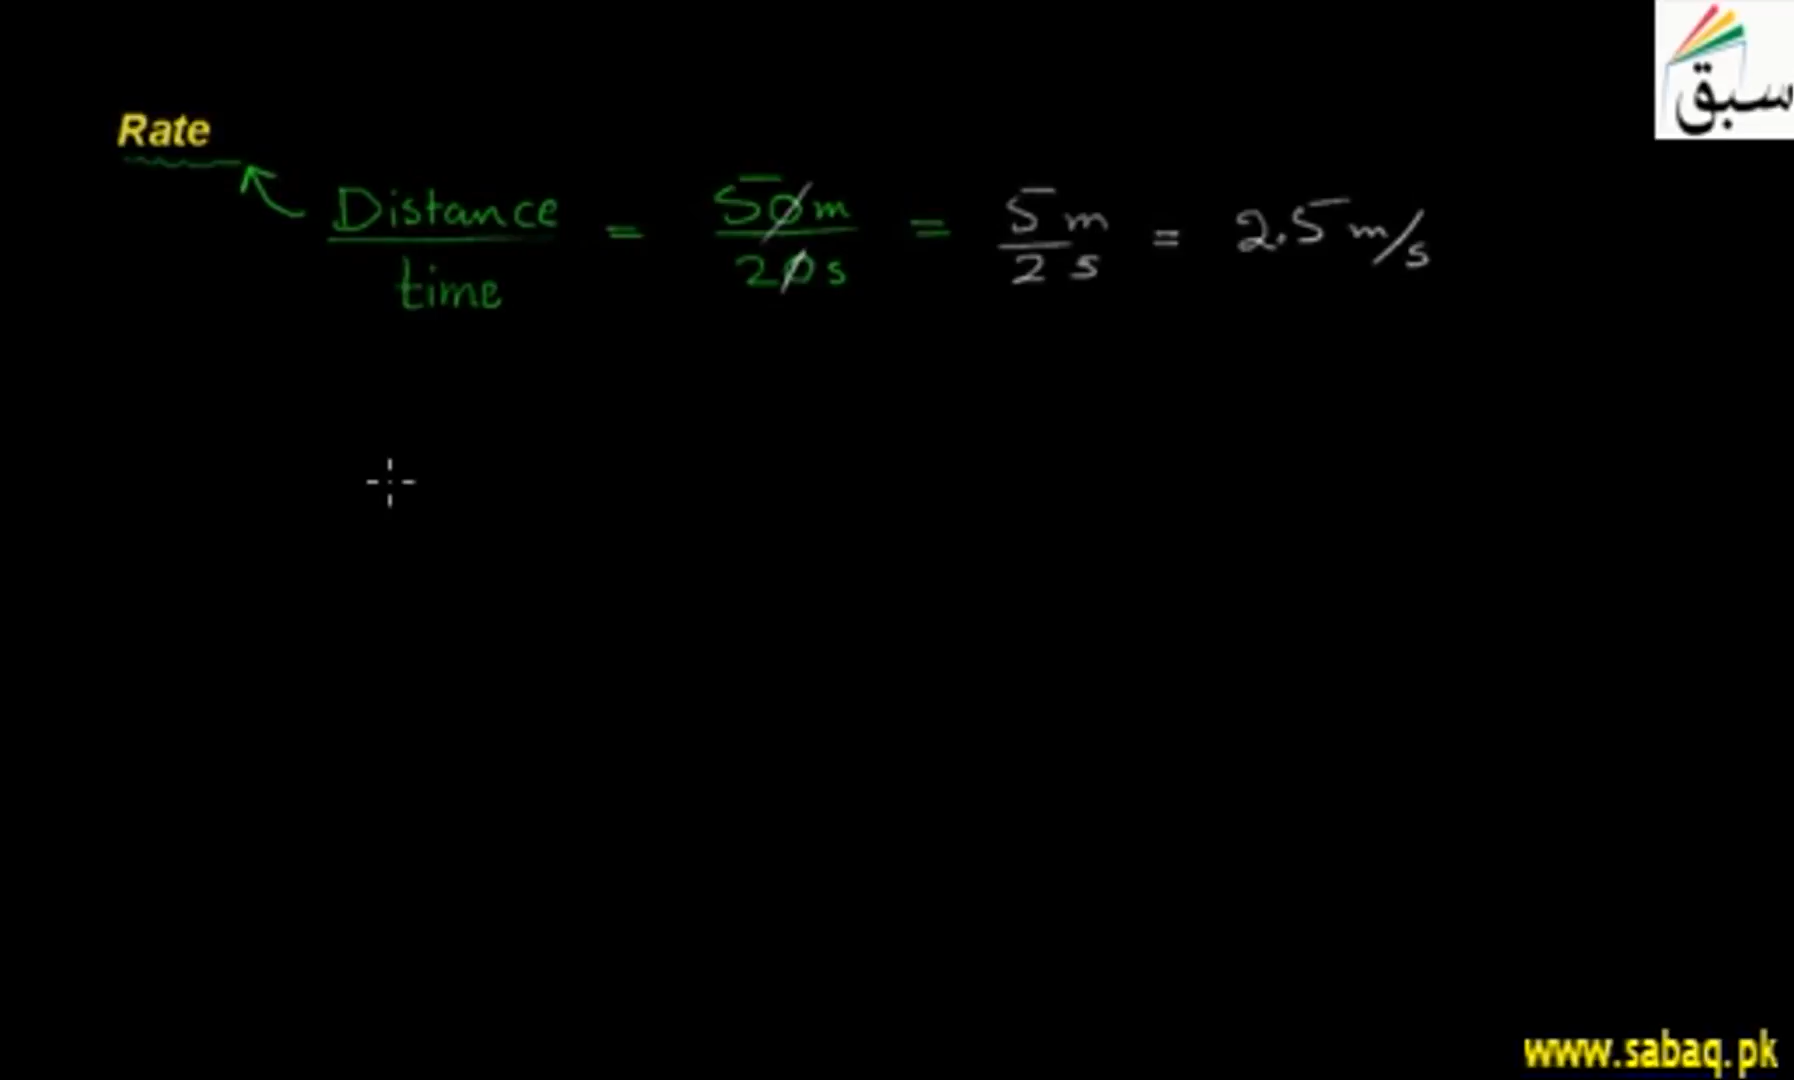 سبق
Rate
Distance/time = 50m/20s = 5m/2s = 2.5 m/s
www.sabaq.pk